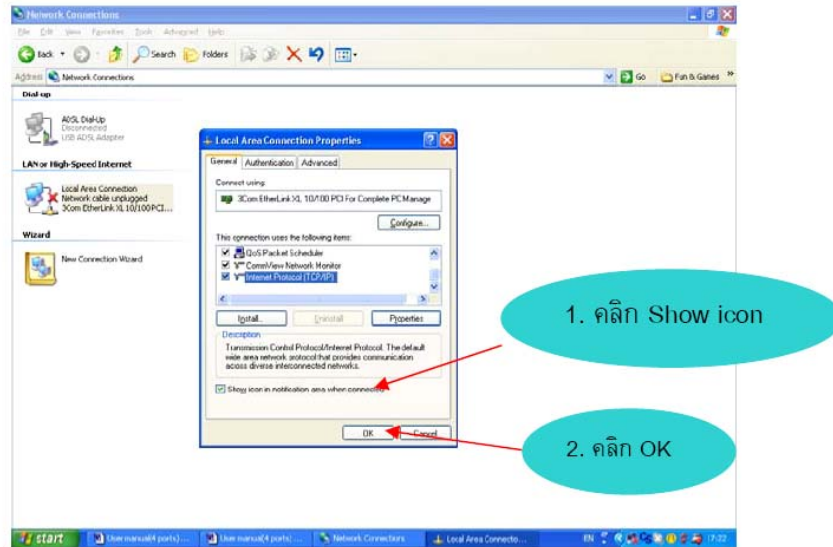 Network Connections
File Edit View Favorites Tools Advanced Help
Back Search Folders
Address Network Connections Go Fun & Games »
Dial-up
ADSL Dial-Up
Disconnected
USB ADSL Adapter
LAN or High-Speed Internet
Local Area Connection
Network cable unplugged
3Com EtherLink XL 10/100 PCI...
Wizard
New Connection Wizard
Local Area Connection Properties
General Authentication Advanced
Connect using:
3Com EtherLink XL 10/100 PCI For Complete PC Manage
Configure...
This connection uses the following items:
QoS Packet Scheduler
CommView Network Monitor
Internet Protocol (TCP/IP)
Install... Uninstall Properties
Description
Transmission Control Protocol/Internet Protocol. The default
wide area network protocol that provides communication
across diverse interconnected networks.
Show icon in notification area when connected
OK Cancel
1. คลิก Show icon
2. คลิก OK
start User manual(4 ports)... User manual(4 ports) ... Network Connections Local Area Connectio... EN 17:22